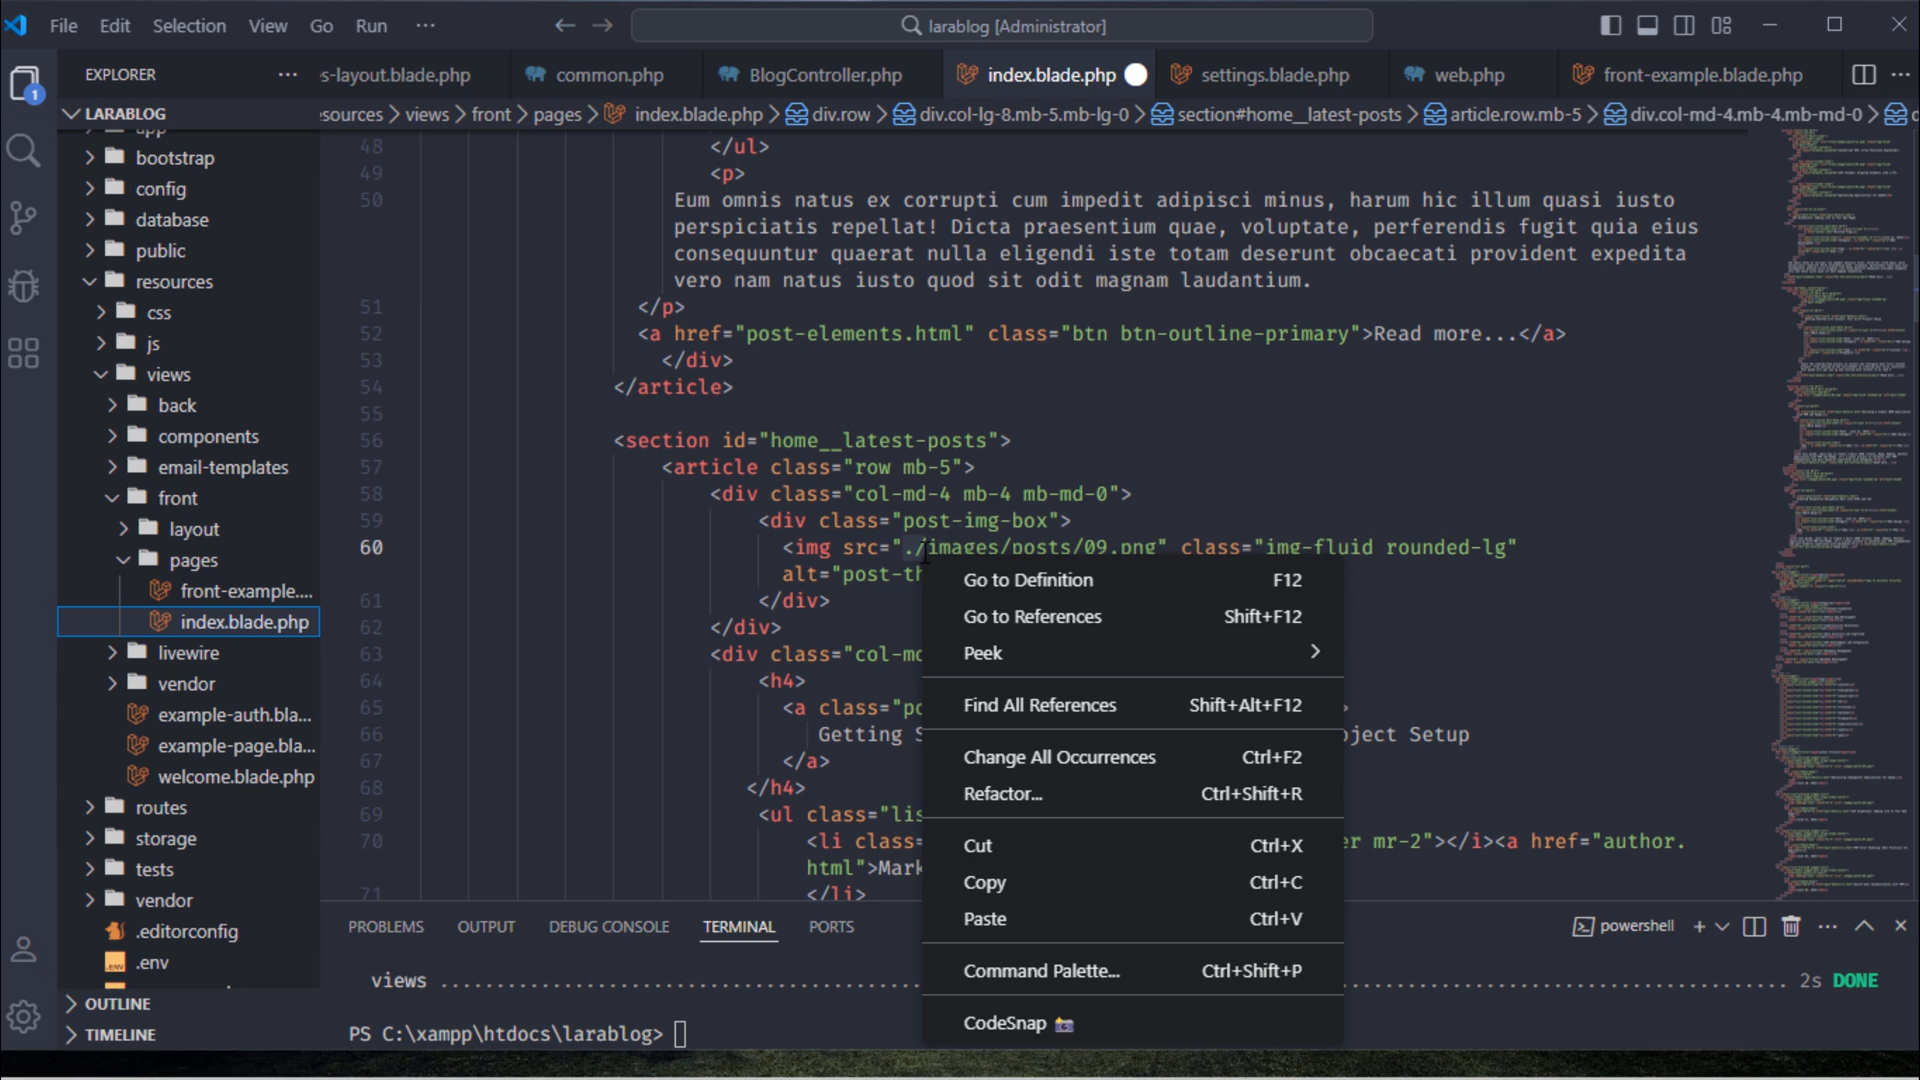 File Edit Selection View Go Run ···
larablog [Administrator]
EXPLORER ···
s-layout.blade.php common.php BlogController.php index.blade.php settings.blade.php web.php front-example.blade.php ···
LARABLOG
sources > views > front > pages > index.blade.php > div.row > div.col-lg-8.mb-5.mb-lg-0 > section#home__latest-posts > article.row.mb-5 > div.col-md-4.mb-4.mb-md-0 >
app
bootstrap
config
database
public
resources
css
js
views
back
components
email-templates
front
layout
pages
front-example....
index.blade.php
livewire
vendor
example-auth.bla...
example-page.bla...
welcome.blade.php
routes
storage
tests
vendor
.editorconfig
.env
OUTLINE
TIMELINE
1
48 </ul>
49 <p>
50 Eum omnis natus ex corrupti cum impedit adipisci minus, harum hic illum quasi iusto
perspiciatis repellat! Dicta praesentium quae, voluptate, perferendis fugit quia eius
consequuntur quaerat nulla eligendi iste totam deserunt obcaecati provident expedita
vero nam natus iusto quod sit odit magnam laudantium.
51 </p>
52 <a href="post-elements.html" class="btn btn-outline-primary">Read more...</a>
53 </div>
54 </article>
55
56 <section id="home__latest-posts">
57 <article class="row mb-5">
58 <div class="col-md-4 mb-4 mb-md-0">
59 <div class="post-img-box">
60 <img src="./images/posts/09.png" class="img-fluid rounded-lg"
alt="post-th
61 </div>
62 </div>
63 <div class="col-md
64 <h4>
65 <a class="po >
66 Getting S oject Setup
67 </a>
68 </h4>
69 <ul class="lis
70 <li class= er mr-2"></i><a href="author.
html">Mark
71 </li>
Go to Definition F12
Go to References Shift+F12
Peek >
Find All References Shift+Alt+F12
Change All Occurrences Ctrl+F2
Refactor... Ctrl+Shift+R
Cut Ctrl+X
Copy Ctrl+C
Paste Ctrl+V
Command Palette... Ctrl+Shift+P
CodeSnap 📸
PROBLEMS OUTPUT DEBUG CONSOLE TERMINAL PORTS
powershell
views ........................................ 2s DONE
PS C:\xampp\htdocs\larablog>